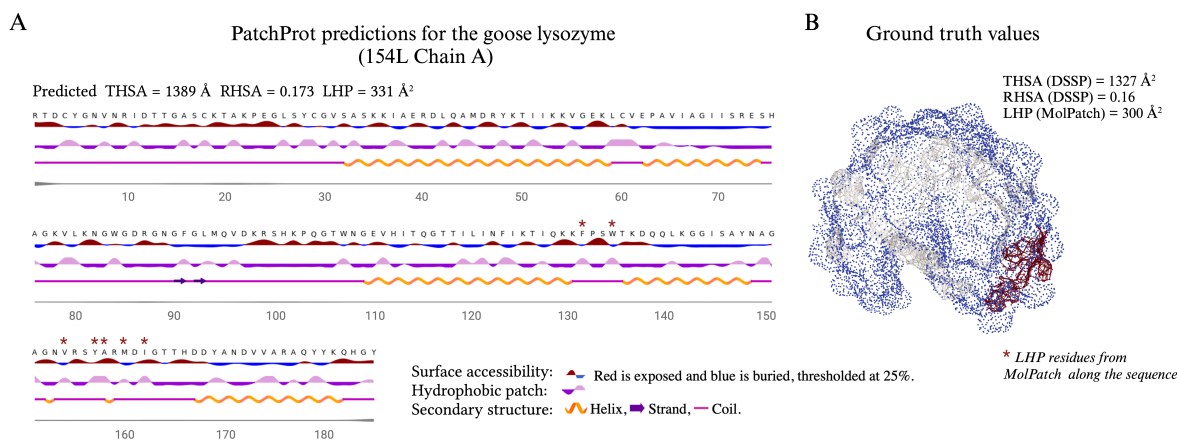 A
PatchProt predictions for the goose lysozyme
(154L Chain A)
Predicted THSA = 1389 Å RHSA = 0.173 LHP = 331 Å²
R T D C Y G N V N R I D T T G A S C K T A K P E G L S Y C G V S A S K K I A E R D L Q A M D R Y K T I I K K V G E K L C V E P A V I A G I I S R E S H
10 20 30 40 50 60 70
A G K V L K N G W G D R G N G F G L M Q V D K R S H K P Q G T W N G E V H I T Q G T T I L I N F I K T I Q K K F P S W T K D Q Q L K G G I S A Y N A G
* *
80 90 100 110 120 130 140 150
A G N V R S Y A R M D I G T T H D D Y A N D V V A R A Q Y Y K Q H G Y
* * * * *
160 170 180
Surface accessibility: Red is exposed and blue is buried, thresholded at 25%.
Hydrophobic patch:
Secondary structure: Helix, Strand, Coil.
B
Ground truth values
THSA (DSSP) = 1327 Å²
RHSA (DSSP) = 0.16
LHP (MolPatch) = 300 Å²
* LHP residues from
MolPatch along the sequence